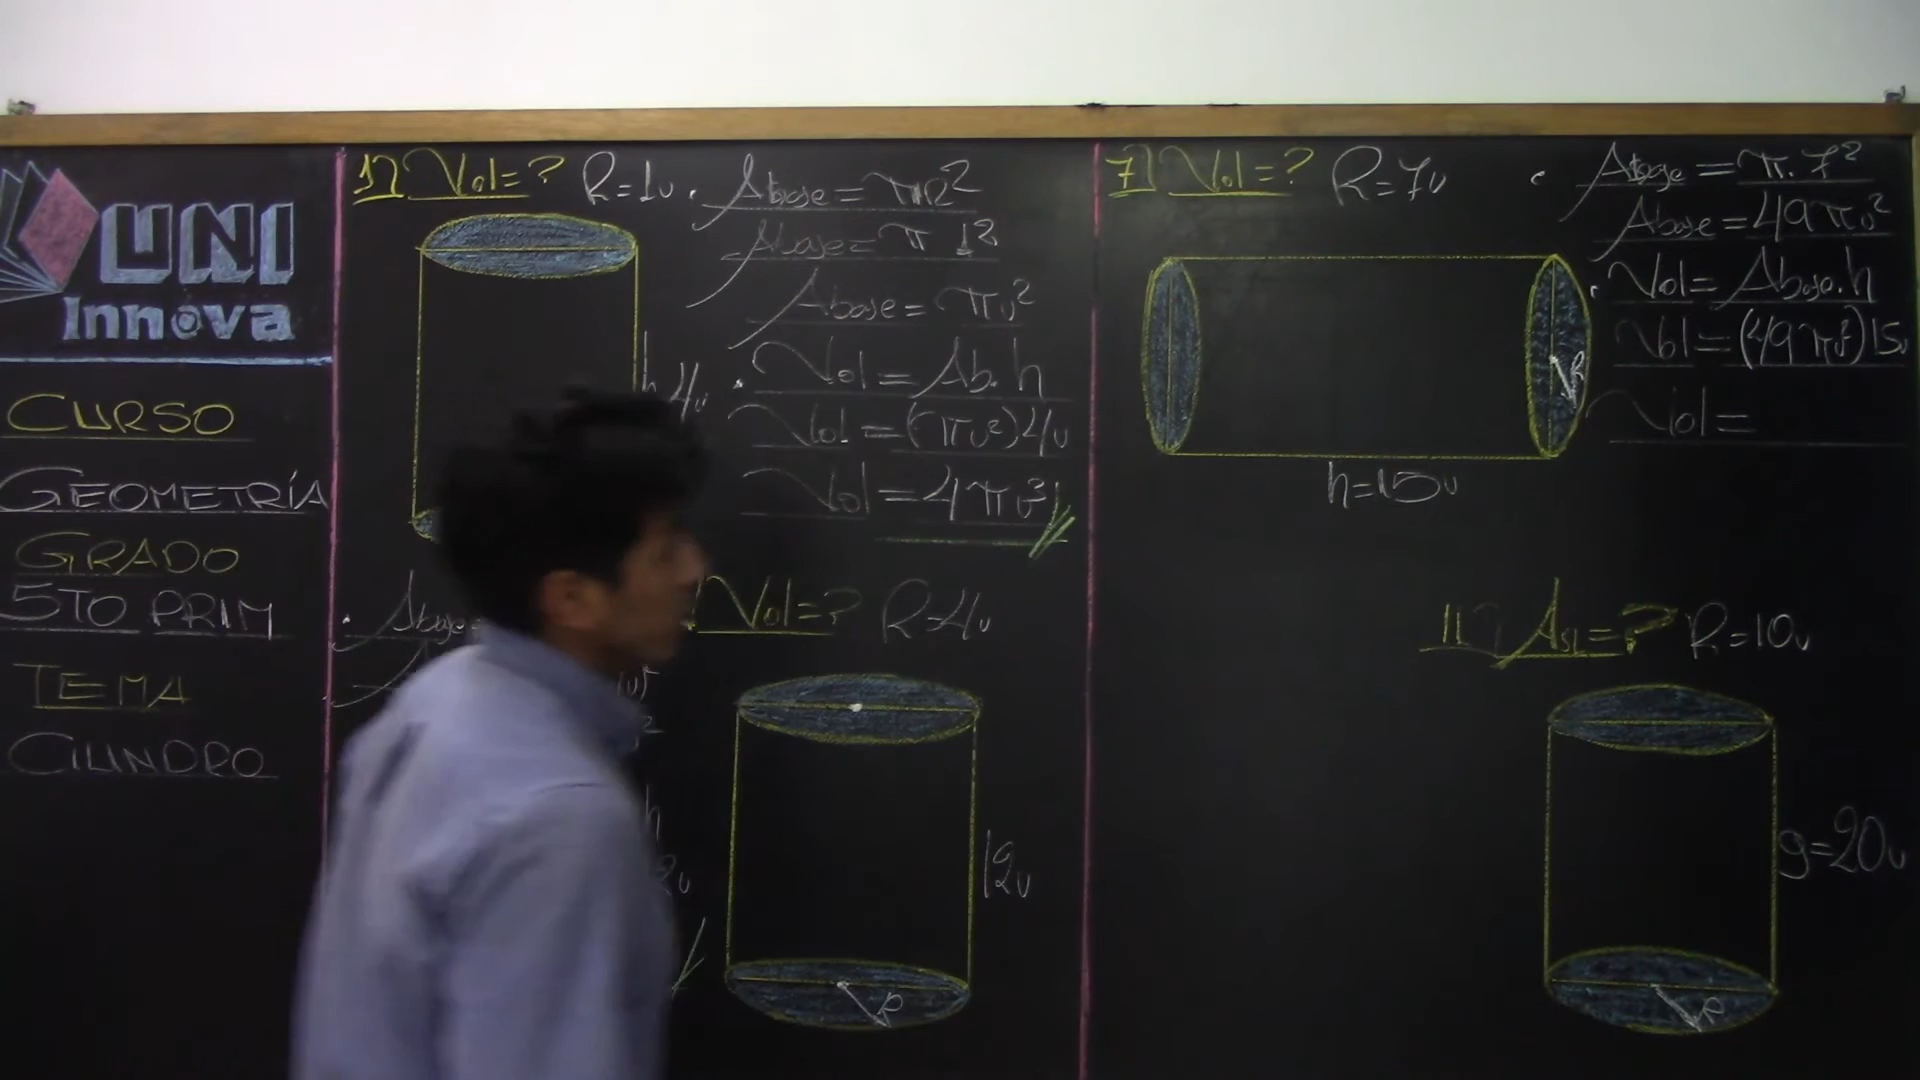 UNI
Innova
CURSO
GEOMETRÍA
GRADO
5TO PRIM
TEMA
CILINDRO
1) Vol=? R=1u
Abase=πR²
Abase=π 1²
Abase=πu²
h
4u
Vol=Ab.h
Vol=(πu²)4u
Vol=4πu³
Abase=
Vol=? R=4u
h
12u
R
7) Vol=? R=7u
Abase=π.7²
Abase=49πu²
Vol=Abase.h
Vol=(49πu²)15u
Vol=
R
h=15u
11) ASL=? R=10u
g=20u
R